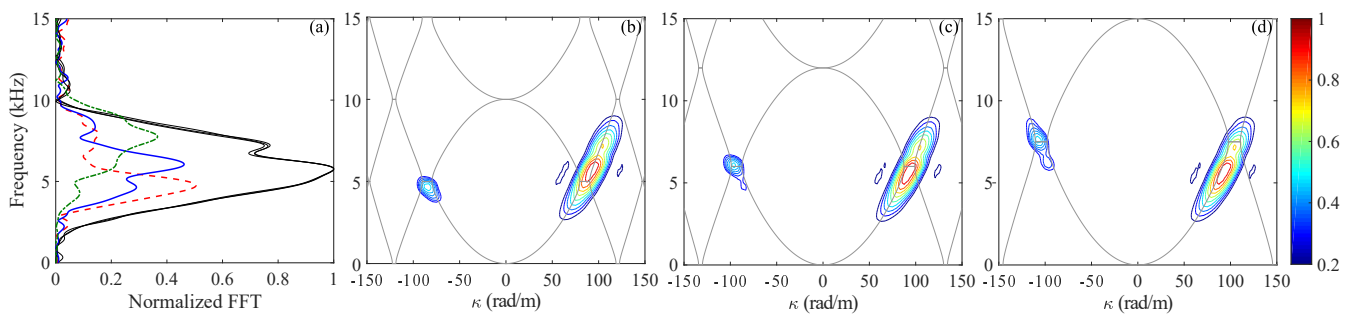 (a) (b) (c) (d)
15 15 15 15 1
10 10 10 10 0.8
0.6
5 5 5 5
0.4
0 0 0 0 0.2
Frequency (kHz)
0 0.2 0.4 0.6 0.8 1
-150 -100 -50 0 50 100 150
-150 -100 -50 0 50 100 150
-150 -100 -50 0 50 100 150
Normalized FFT
κ (rad/m)
κ (rad/m)
κ (rad/m)